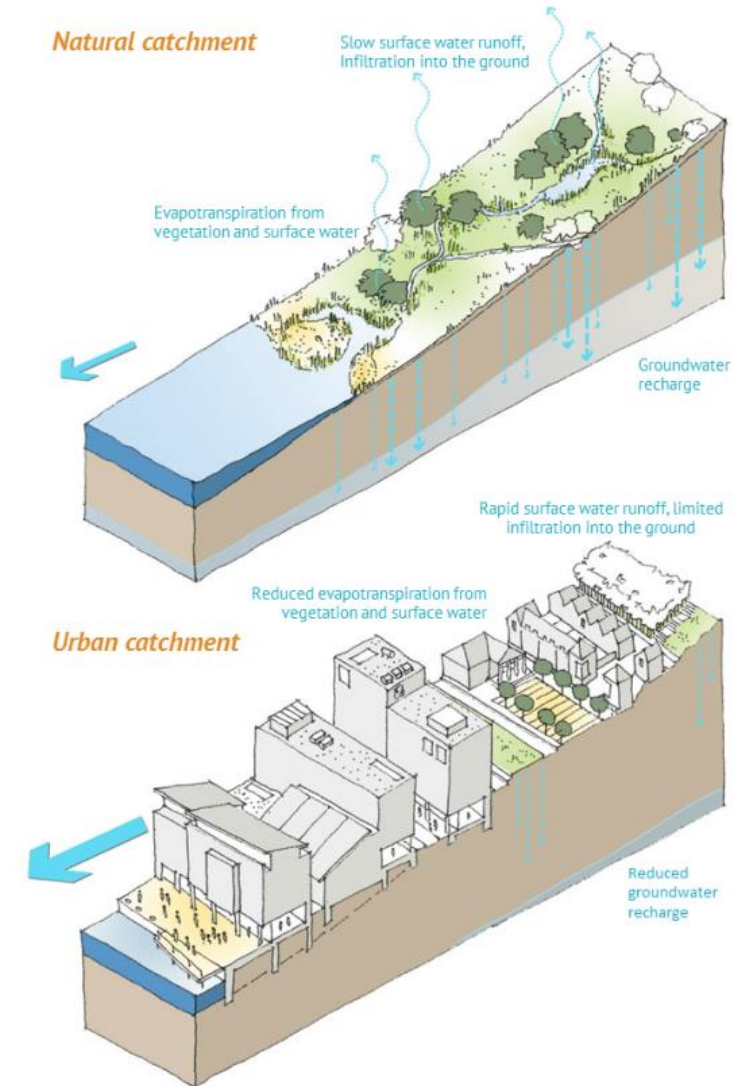 Natural catchment
Slow surface water runoff,
Infiltration into the ground
Evapotranspiration from
vegetation and surface water
Groundwater
recharge
Rapid surface water runoff, limited
infiltration into the ground
Reduced evapotranspiration from
vegetation and surface water
Urban catchment
Reduced
groundwater
recharge